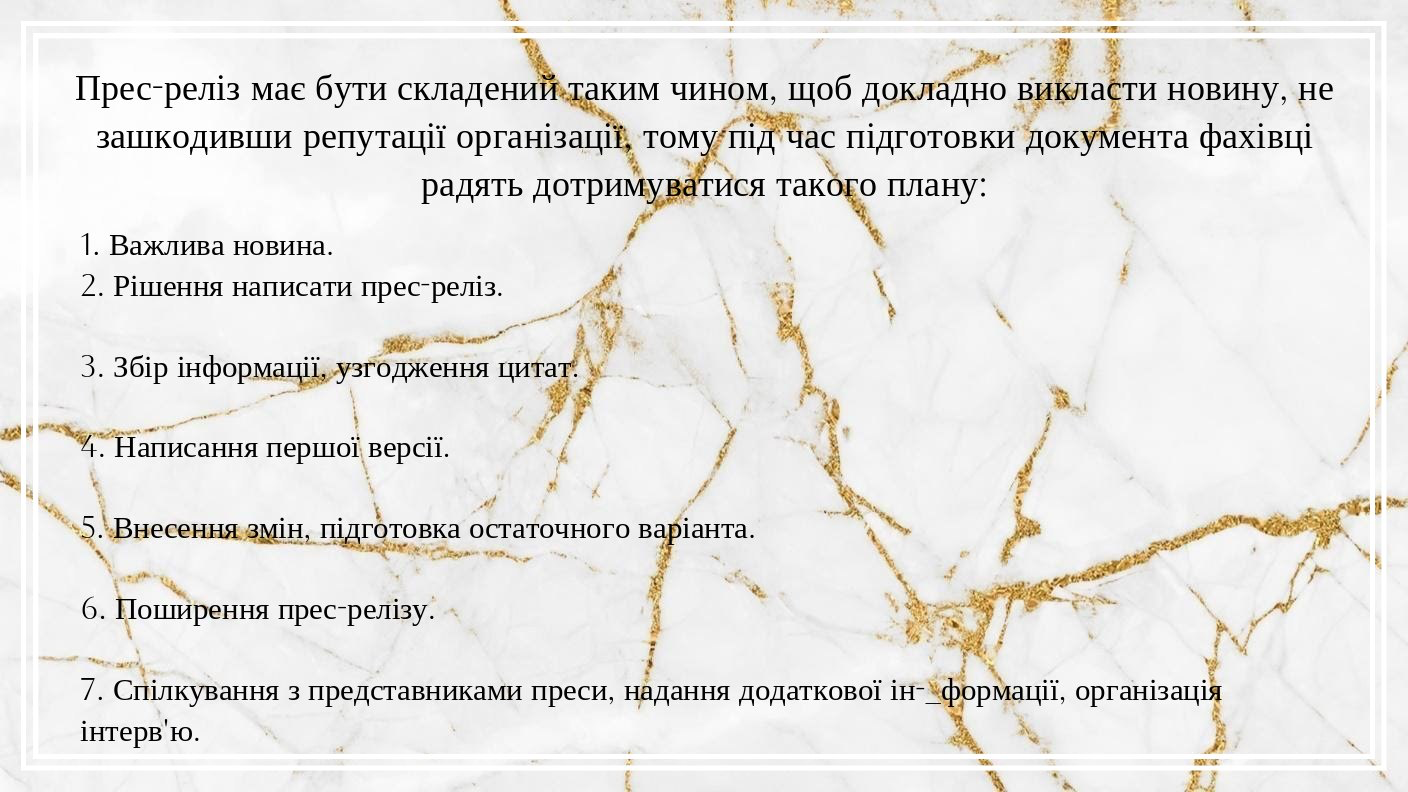 Прес-реліз має бути складений таким чином, щоб докладно викласти новину, не
зашкодивши репутації організації, тому під час підготовки документа фахівці
радять дотримуватися такого плану:
1. Важлива новина.
2. Рішення написати прес-реліз.
3. Збір інформації, узгодження цитат.
4. Написання першої версії.
5. Внесення змін, підготовка остаточного варіанта.
6. Поширення прес-релізу.
7. Спілкування з представниками преси, надання додаткової ін-_формації, організація
інтерв'ю.